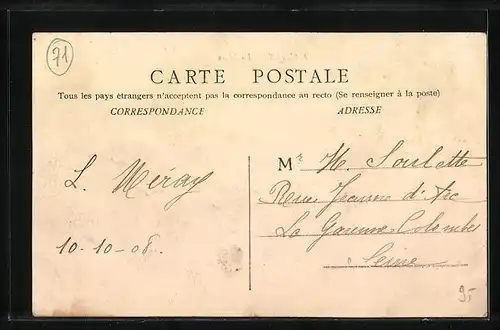 71
CARTE POSTALE
Tous les pays étrangers n'acceptent pas la correspondance au recto (Se renseigner à la poste)
CORRESPONDANCE
ADRESSE
L. Méray
10-10-08.
Mr H. Soulette
Rue Jeanne d'Arc
La Garenne Colombes
Seine
95